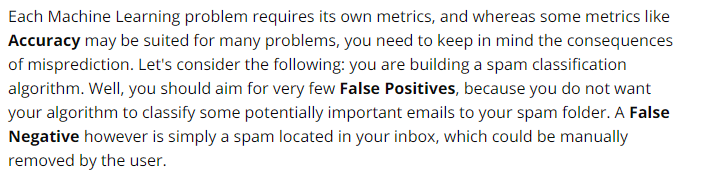 Each Machine Learning problem requires its own metrics, and whereas some metrics like
Accuracy may be suited for many problems, you need to keep in mind the consequences
of misprediction. Let's consider the following: you are building a spam classification
algorithm. Well, you should aim for very few False Positives, because you do not want
your algorithm to classify some potentially important emails to your spam folder. A False
Negative however is simply a spam located in your inbox, which could be manually
removed by the user.